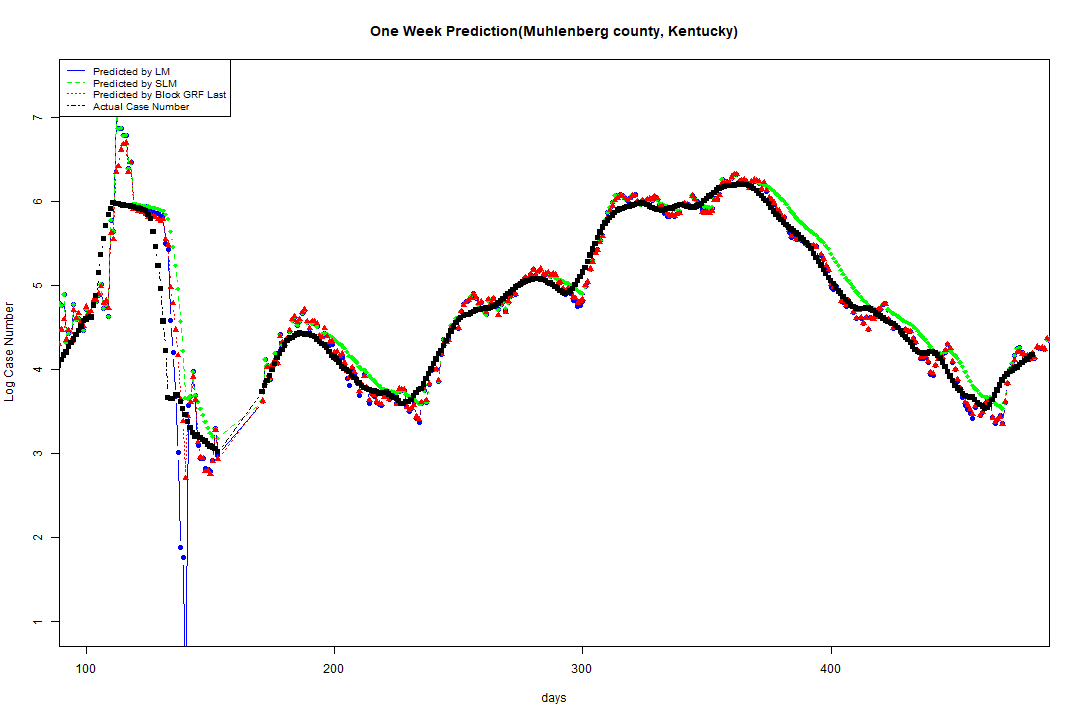 One Week Prediction(Muhlenberg county, Kentucky)
Predicted by LM
Predicted by SLM
Predicted by Block GRF Last
Actual Case Number
7
6
5
4
3
2
1
Log Case Number
100 200 300 400
days